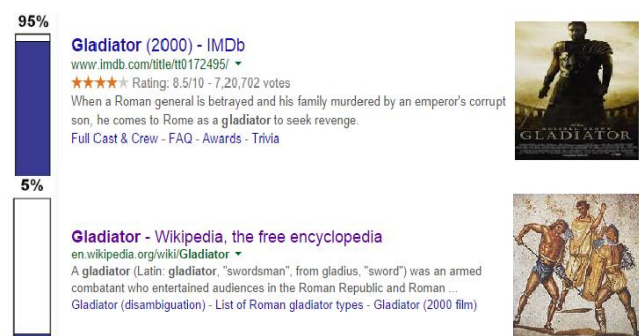 95%
Gladiator (2000) - IMDb
www.imdb.com/title/tt0172495/
Rating: 8.5/10 - 7,20,702 votes
When a Roman general is betrayed and his family murdered by an emperor's corrupt
son, he comes to Rome as a gladiator to seek revenge.
Full Cast & Crew - FAQ - Awards - Trivia
GLADIATOR
5%
Gladiator - Wikipedia, the free encyclopedia
en.wikipedia.org/wiki/Gladiator
A gladiator (Latin: gladiator, "swordsman", from gladius, "sword") was an armed
combatant who entertained audiences in the Roman Republic and Roman ...
Gladiator (disambiguation) - List of Roman gladiator types - Gladiator (2000 film)